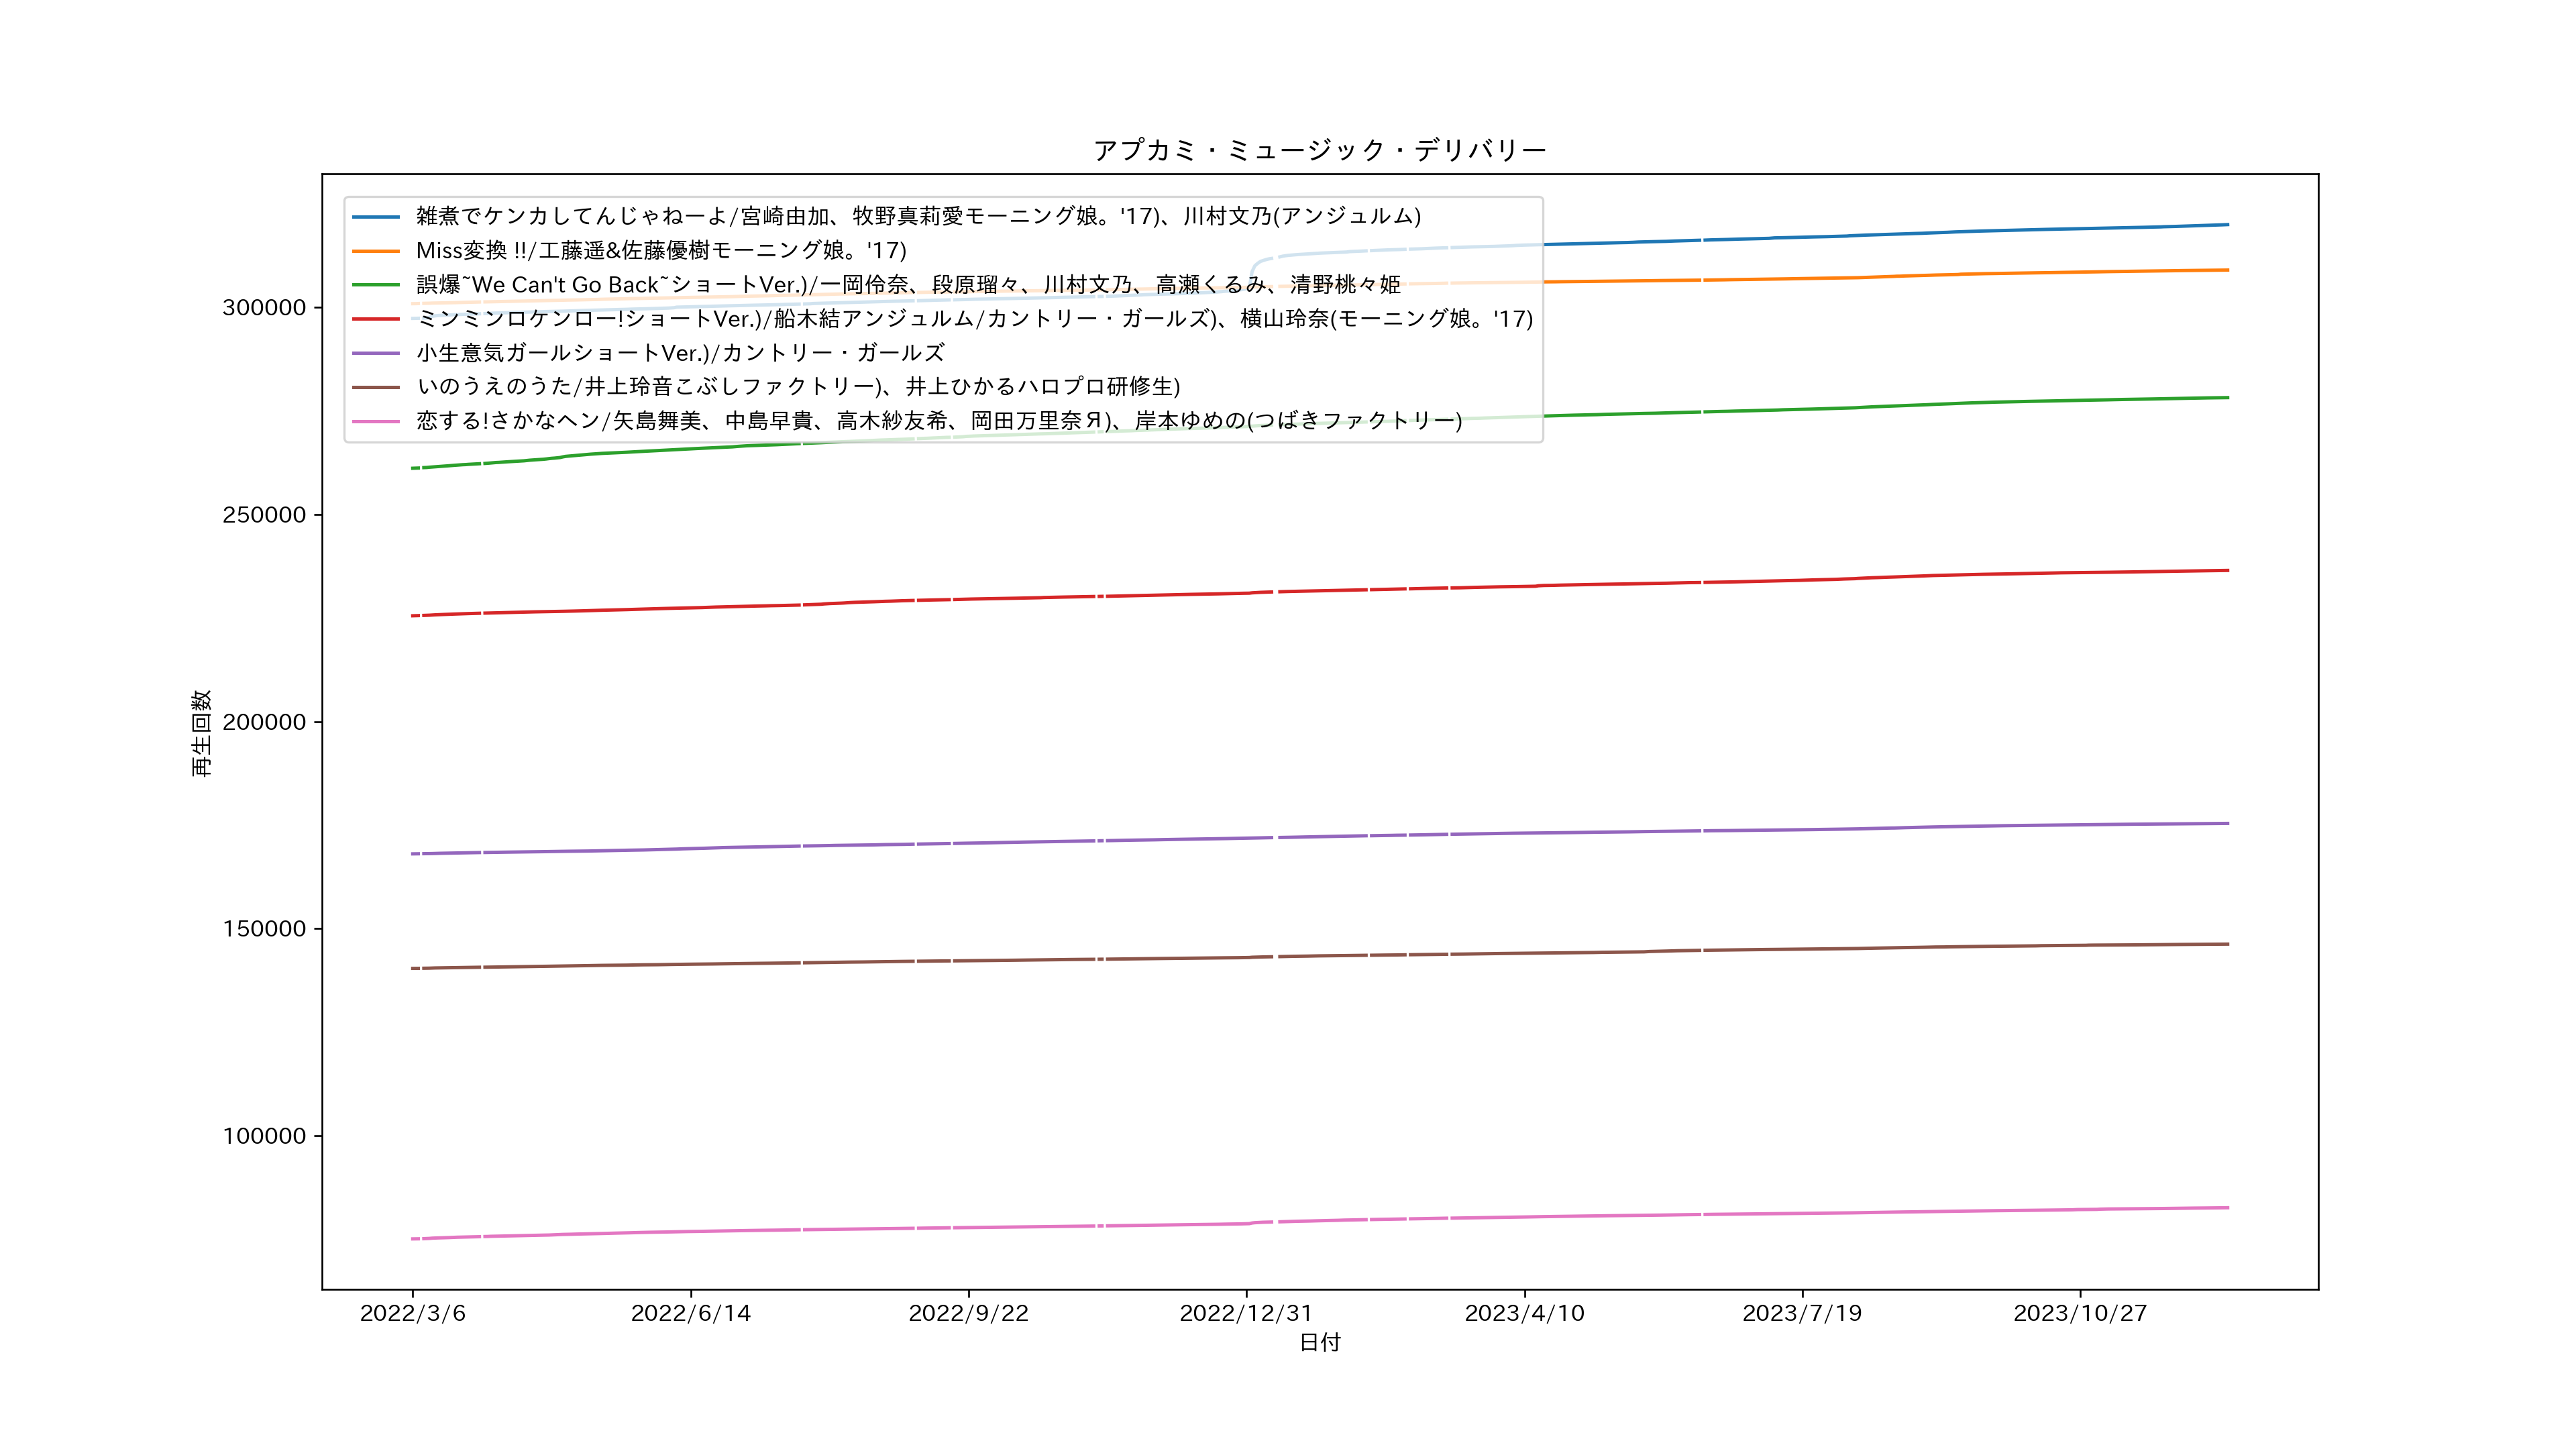 アプカミ・ミュージック・デリバリー
雑煮でケンカしてんじゃねーよ/宮崎由加、牧野真莉愛モーニング娘。'17)、川村文乃(アンジュルム)
Miss変換 !!/工藤遥&佐藤優樹モーニング娘。'17)
誤爆~We Can't Go Back~ショートVer.)/一岡伶奈、段原瑠々、川村文乃、高瀬くるみ、清野桃々姫
ミンミンロケンロー!ショートVer.)/船木結アンジュルム/カントリー・ガールズ)、横山玲奈(モーニング娘。'17)
小生意気ガールショートVer.)/カントリー・ガールズ
いのうえのうた/井上玲音こぶしファクトリー)、井上ひかるハロプロ研修生)
恋する!さかなヘン/矢島舞美、中島早貴、高木紗友希、岡田万里奈Я)、岸本ゆめの(つばきファクトリー)
300000
250000
200000
150000
100000
再生回数
2022/3/6 2022/6/14 2022/9/22 2022/12/31 2023/4/10 2023/7/19 2023/10/27
日付